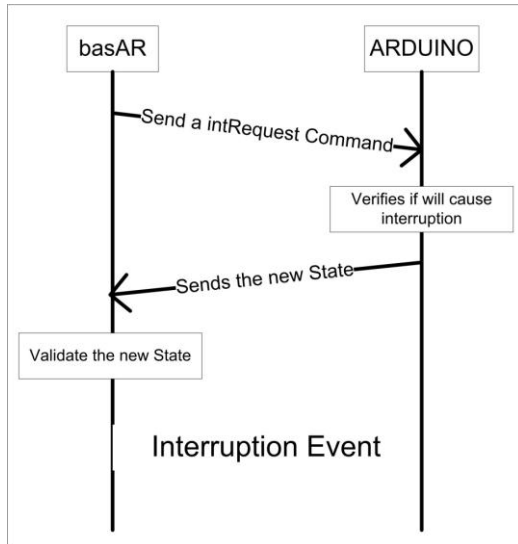 basAR
ARDUINO
Send a intRequest Command
Verifies if will cause
interruption
Sends the new State
Validate the new State
Interruption Event